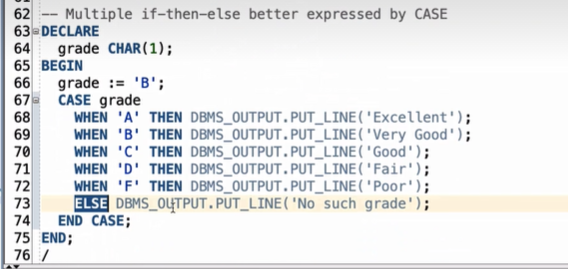 62 -- Multiple if-then-else better expressed by CASE
63 DECLARE
64   grade CHAR(1);
65 BEGIN
66   grade := 'B';
67   CASE grade
68     WHEN 'A' THEN DBMS_OUTPUT.PUT_LINE('Excellent');
69     WHEN 'B' THEN DBMS_OUTPUT.PUT_LINE('Very Good');
70     WHEN 'C' THEN DBMS_OUTPUT.PUT_LINE('Good');
71     WHEN 'D' THEN DBMS_OUTPUT.PUT_LINE('Fair');
72     WHEN 'F' THEN DBMS_OUTPUT.PUT_LINE('Poor');
73     ELSE DBMS_OUTPUT.PUT_LINE('No such grade');
74   END CASE;
75 END;
76 /